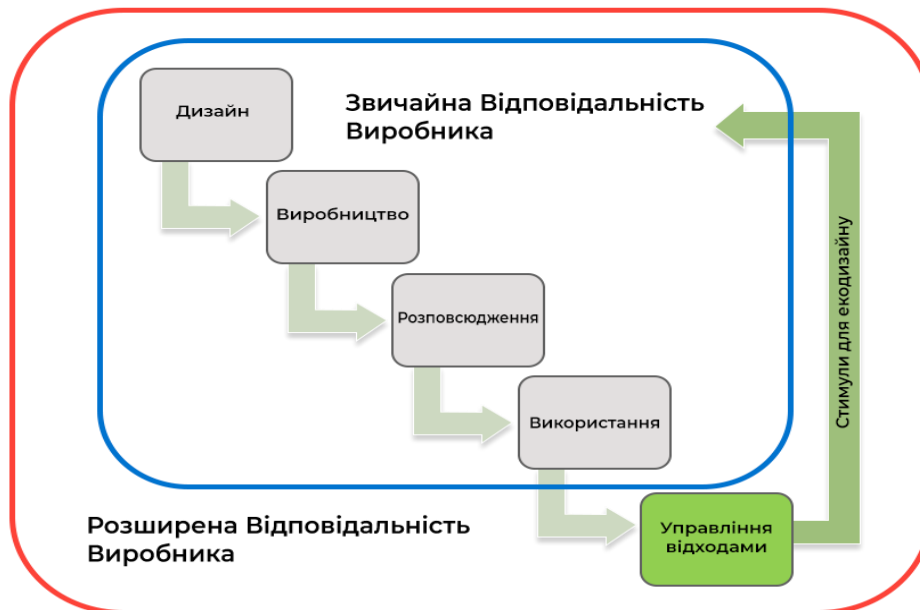 Дизайн
Звичайна Відповідальність
Виробника
Виробництво
Розповсюдження
Використання
Стимули для екодизайну
Розширена Відповідальність
Виробника
Управління
відходами